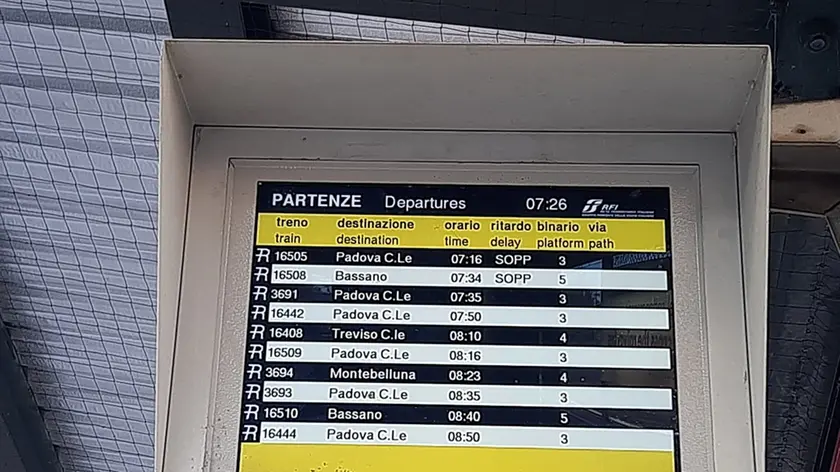 PARTENZE Departures 07:26 RFI
treno destinazione orario ritardo binario via
train destination time delay platform path
R 16505 Padova C.Le 07:16 SOPP 3
R 16508 Bassano 07:34 SOPP 5
R 3691 Padova C.Le 07:35 3
R 16442 Padova C.Le 07:50 3
R 16408 Treviso C.le 08:10 4
R 16509 Padova C.Le 08:16 3
R 3694 Montebelluna 08:23 4
R 3693 Padova C.Le 08:35 3
R 16510 Bassano 08:40 5
R 16444 Padova C.Le 08:50 3